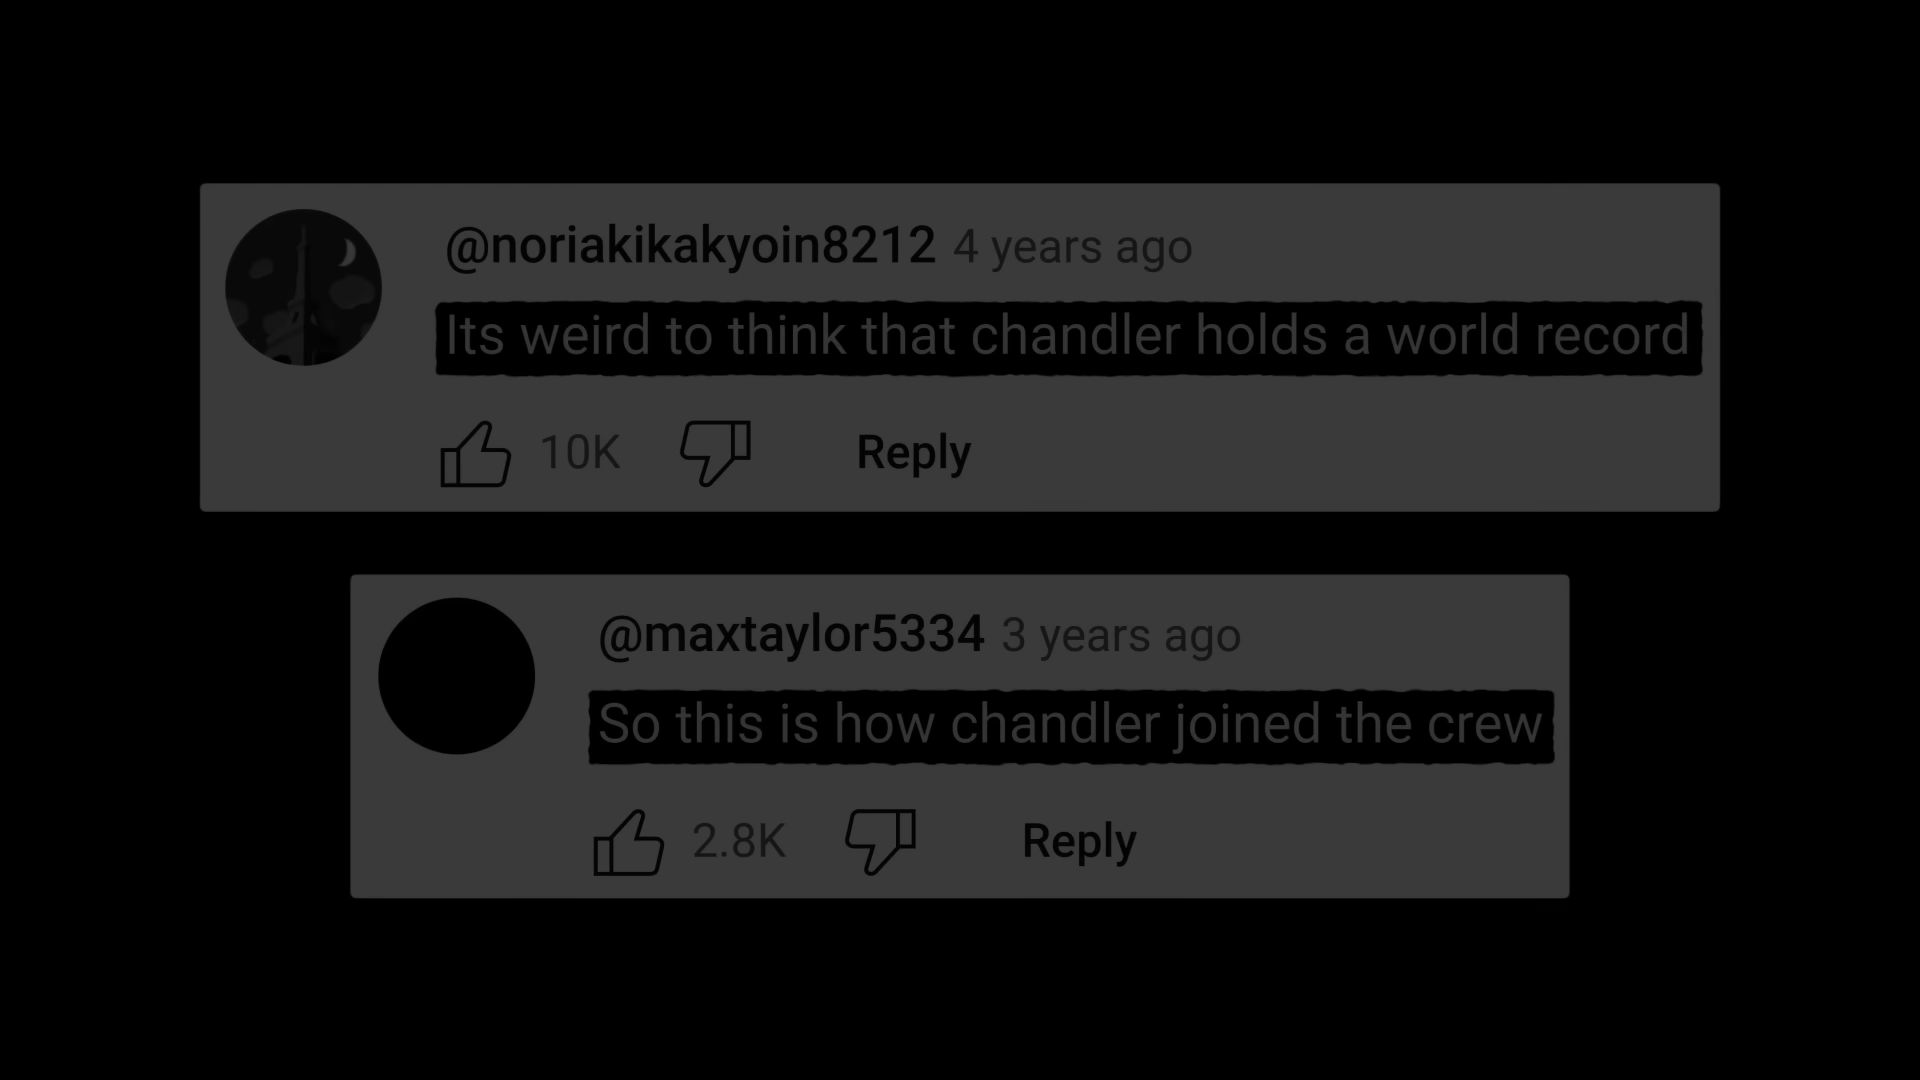 @noriakikakyoin8212 4 years ago
Its weird to think that chandler holds a world record
10K Reply
@maxtaylor5334 3 years ago
So this is how chandler joined the crew
2.8K Reply